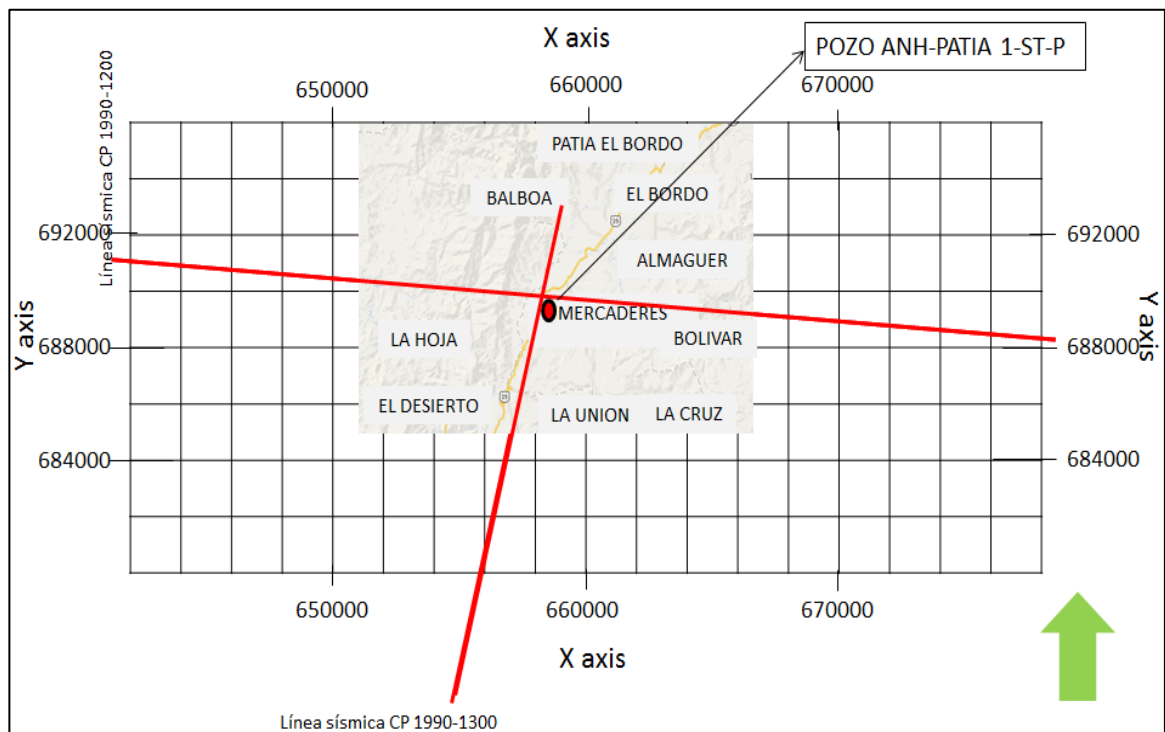 X axis
POZO ANH-PATIA 1-ST-P
Línea sísmica CP 1990-1200
650000
660000
670000
PATIA EL BORDO
BALBOA
EL BORDO
25
692000
692000
ALMAGUER
Y axis
Y axis
MERCADERES
LA HOJA
BOLIVAR
688000
688000
EL DESIERTO
25
LA UNION
LA CRUZ
684000
684000
650000
660000
670000
X axis
Línea sísmica CP 1990-1300